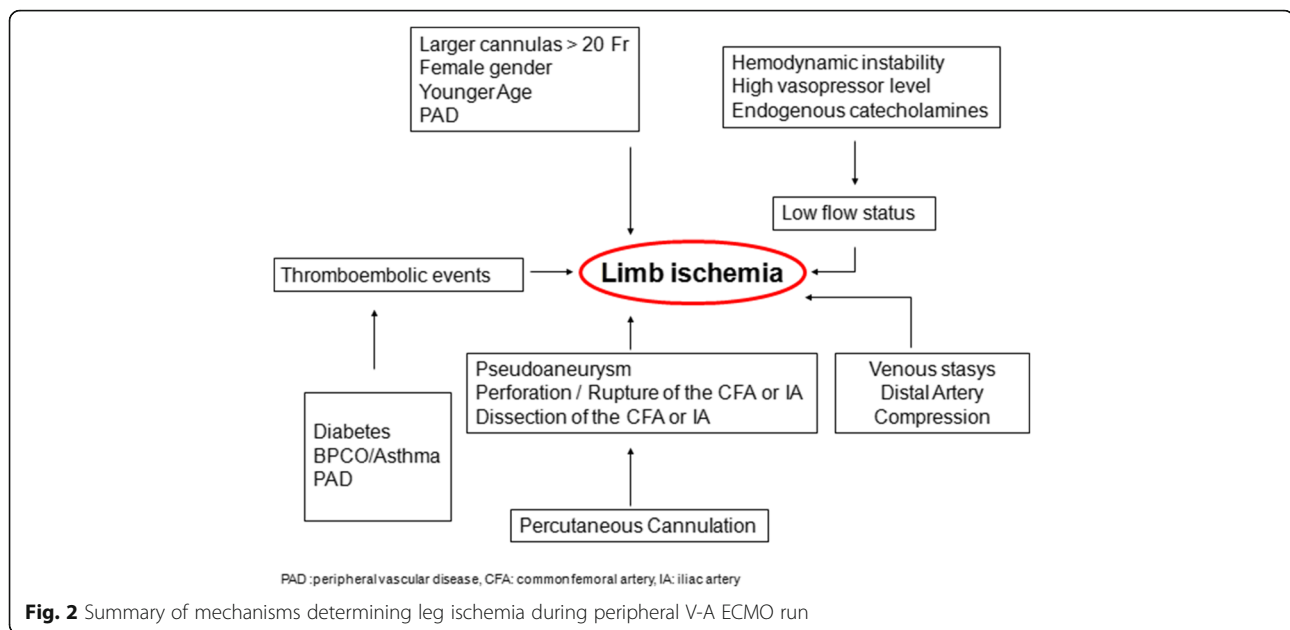 Larger cannulas > 20 Fr
Female gender
Younger Age
PAD
Hemodynamic instability
High vasopressor level
Endogenous catecholamines
Low flow status
Thromboembolic events
Limb ischemia
Pseudoaneurysm
Perforation / Rupture of the CFA or IA
Dissection of the CFA or IA
Venous stasys
Distal Artery
Compression
Diabetes
BPCO/Asthma
PAD
Percutaneous Cannulation
PAD :peripheral vascular disease, CFA: common femoral artery, IA: iliac artery
Fig. 2 Summary of mechanisms determining leg ischemia during peripheral V-A ECMO run